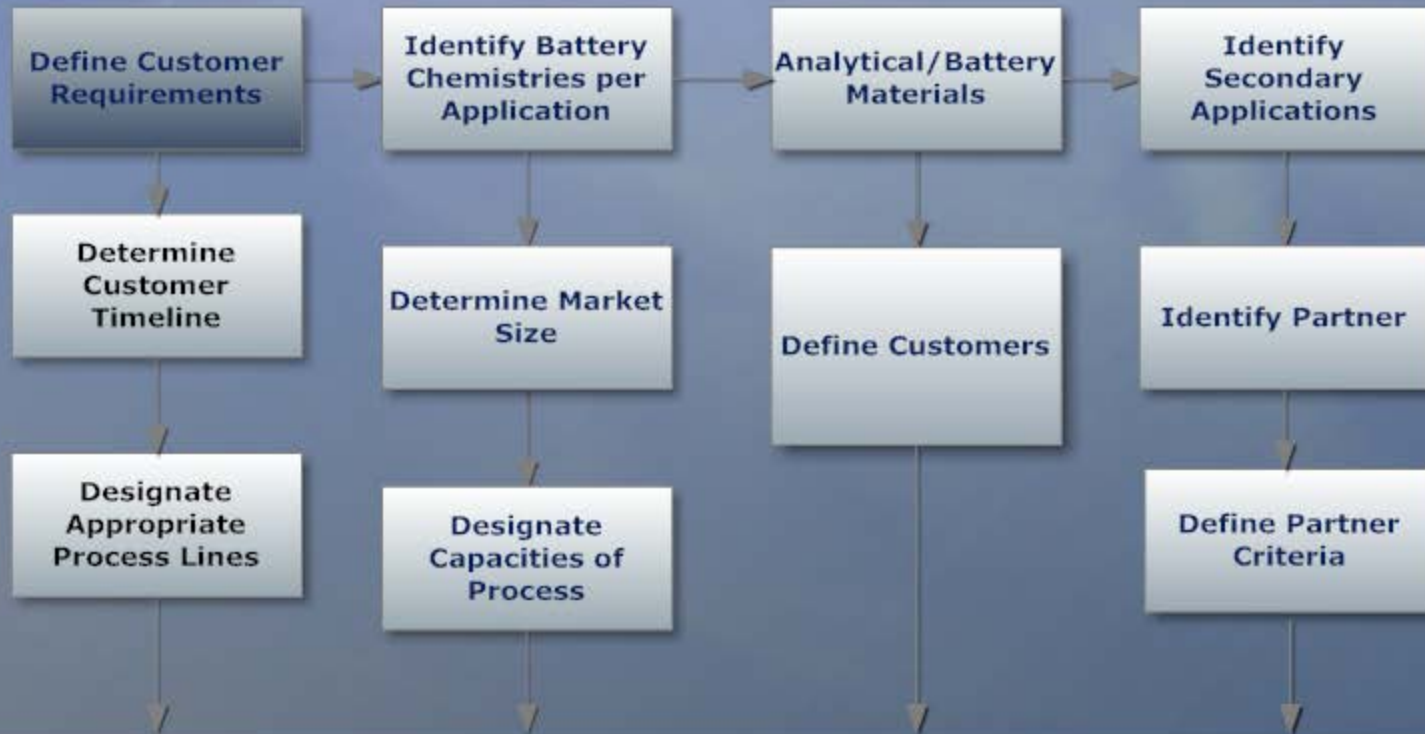 Define Customer
Requirements
Identify Battery
Chemistries per
Application
Analytical/Battery
Materials
Identify
Secondary
Applications
Determine
Customer
Timeline
Determine Market
Size
Define Customers
Identify Partner
Designate
Appropriate
Process Lines
Designate
Capacities of
Process
Define Partner
Criteria